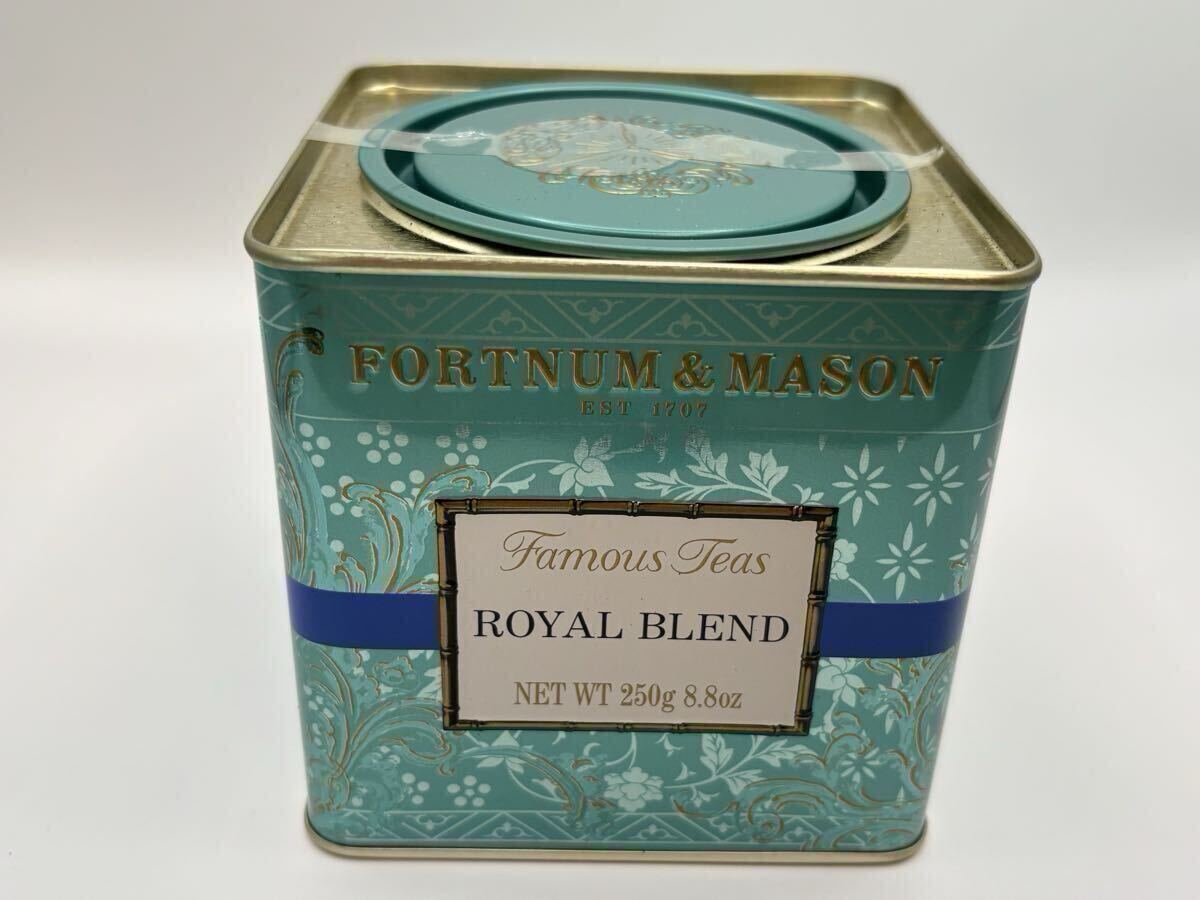 FORTNUM & MASON
EST 1707
Famous Teas
ROYAL BLEND
NET WT 250g 8.8oz